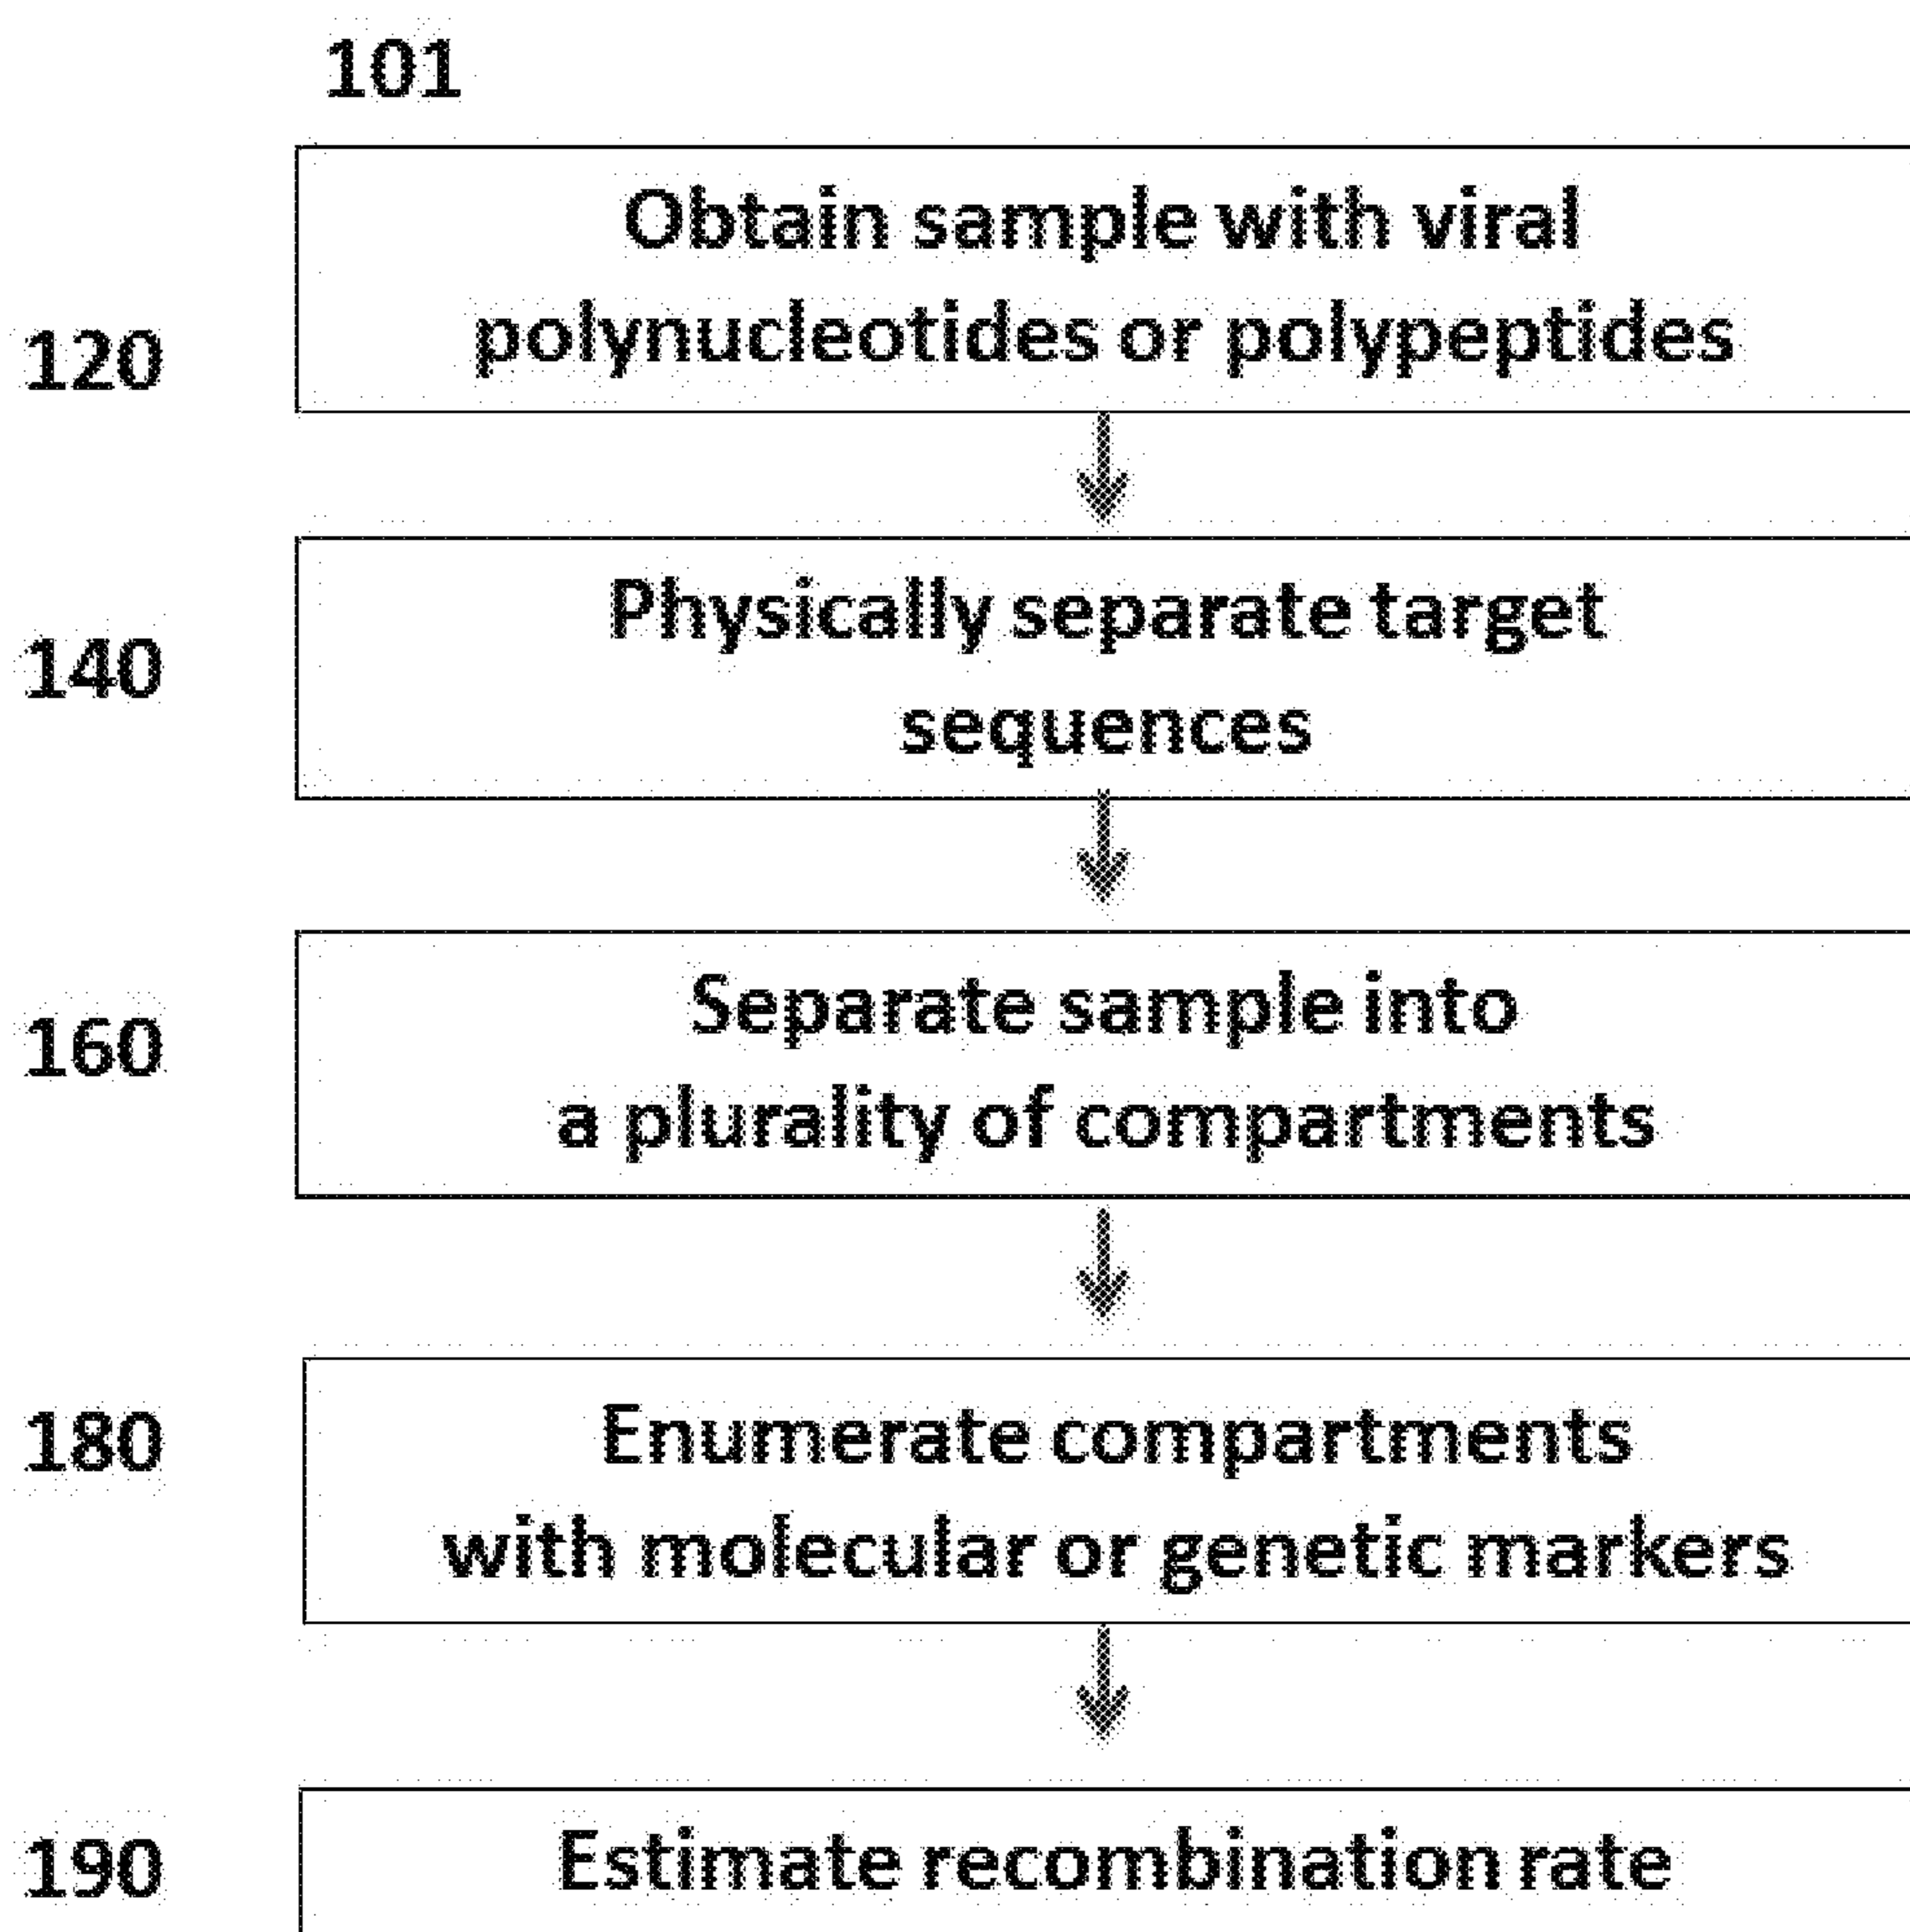 101
Obtain sample with viral
120
polynucleotides or polypeptides
Physically separate target
140
sequences
Separate sample into
160
a plurality of compartments
180
Enumerate compartments
with molecular or genetic markers
190
Estimate recombination rate